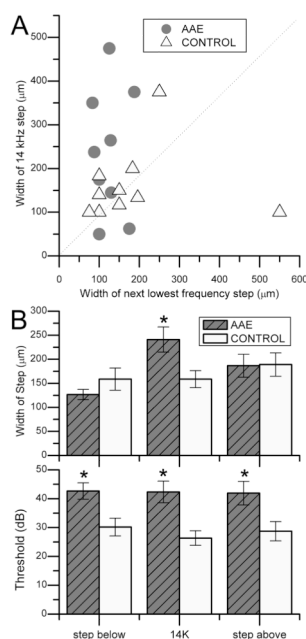 A
AAE
CONTROL
Width of 14 kHz step (μm)
500
400
300
200
100
0
0 100 200 300 400 500 600
Width of next lowest frequency step (μm)
B
AAE
CONTROL
*
Width of Step (μm)
300
250
200
150
100
50
0
* * *
Threshold (dB)
50
40
30
20
10
0
step below 14K step above